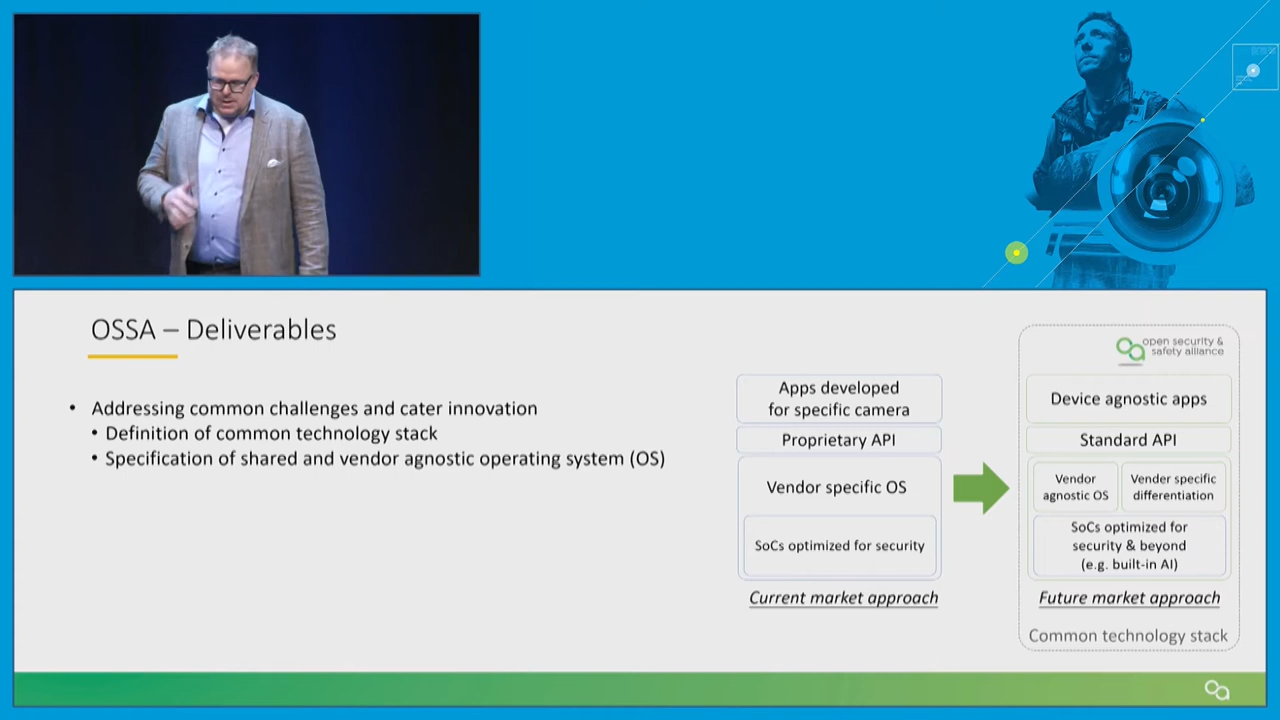 OSSA – Deliverables
• Addressing common challenges and cater innovation
• Definition of common technology stack
• Specification of shared and vendor agnostic operating system (OS)
Apps developed
for specific camera
Proprietary API
Vendor specific OS
SoCs optimized for security
Current market approach
open security &
safety alliance
Device agnostic apps
Standard API
Vendor
agnostic OS
Vender specific
differentiation
SoCs optimized for
security & beyond
(e.g. built-in AI)
Future market approach
Common technology stack